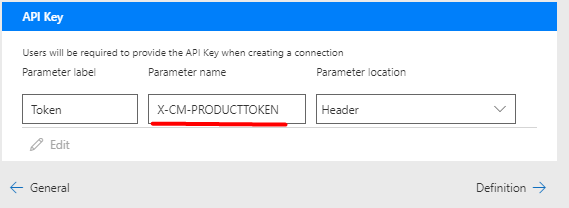 API Key
Users will be required to provide the API Key when creating a connection
Parameter label Parameter name Parameter location
Token X-CM-PRODUCTTOKEN Header
Edit
General Definition